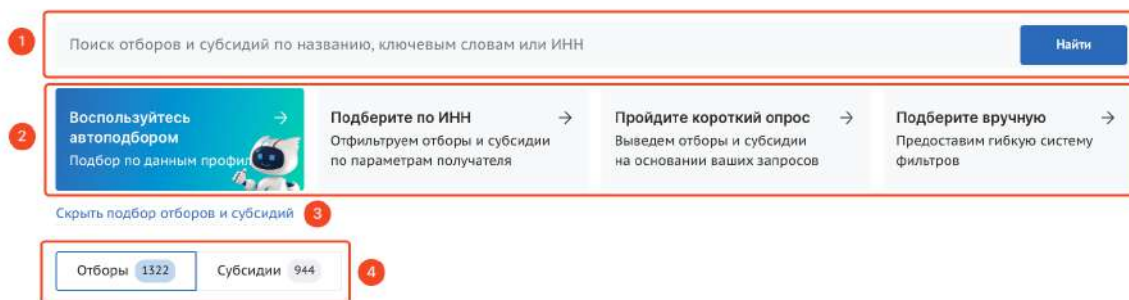 1
Поиск отборов и субсидий по названию, ключевым словам или ИНН
Найти
2
Воспользуйтесь
автоподбором
Подбор по данным
Подберите по ИНН
Отфильтруем отборы и субсидии
по параметрам получателя
Пройдите короткий опрос
Выведем отборы и субсидии
на основании ваших запросов
Подберите вручную
Предоставим гибкую систему
фильтров
Скрыть подбор отборов и субсидий
3
Отборы 1322
Субсидии 944
4